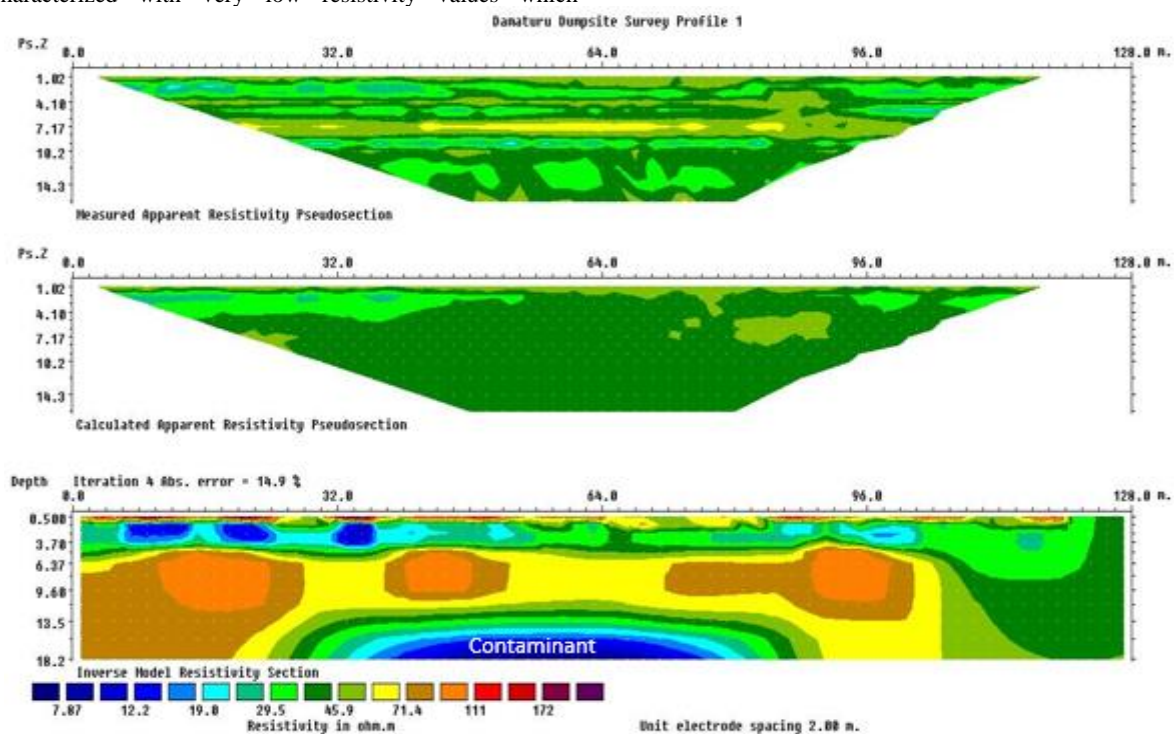 characterized with very low resistivity values which
Damaturu Dumpsite Survey Profile 1
Ps.Z 0.0 32.0 64.0 96.0 128.0 m.
1.02
4.10
7.17
10.2
14.3
Measured Apparent Resistivity Pseudosection
Ps.Z 0.0 32.0 64.0 96.0 128.0 m.
1.02
4.10
7.17
10.2
14.3
Calculated Apparent Resistivity Pseudosection
Depth Iteration 4 Abs. error = 14.9 %
0.0 32.0 64.0 96.0 128.0 m.
0.500
3.70
6.37
9.60
13.5
Contaminant
18.2
Inverse Model Resistivity Section
7.87 12.2 19.0 29.5 45.9 71.4 111 172
Resistivity in ohm.m Unit electrode spacing 2.00 m.